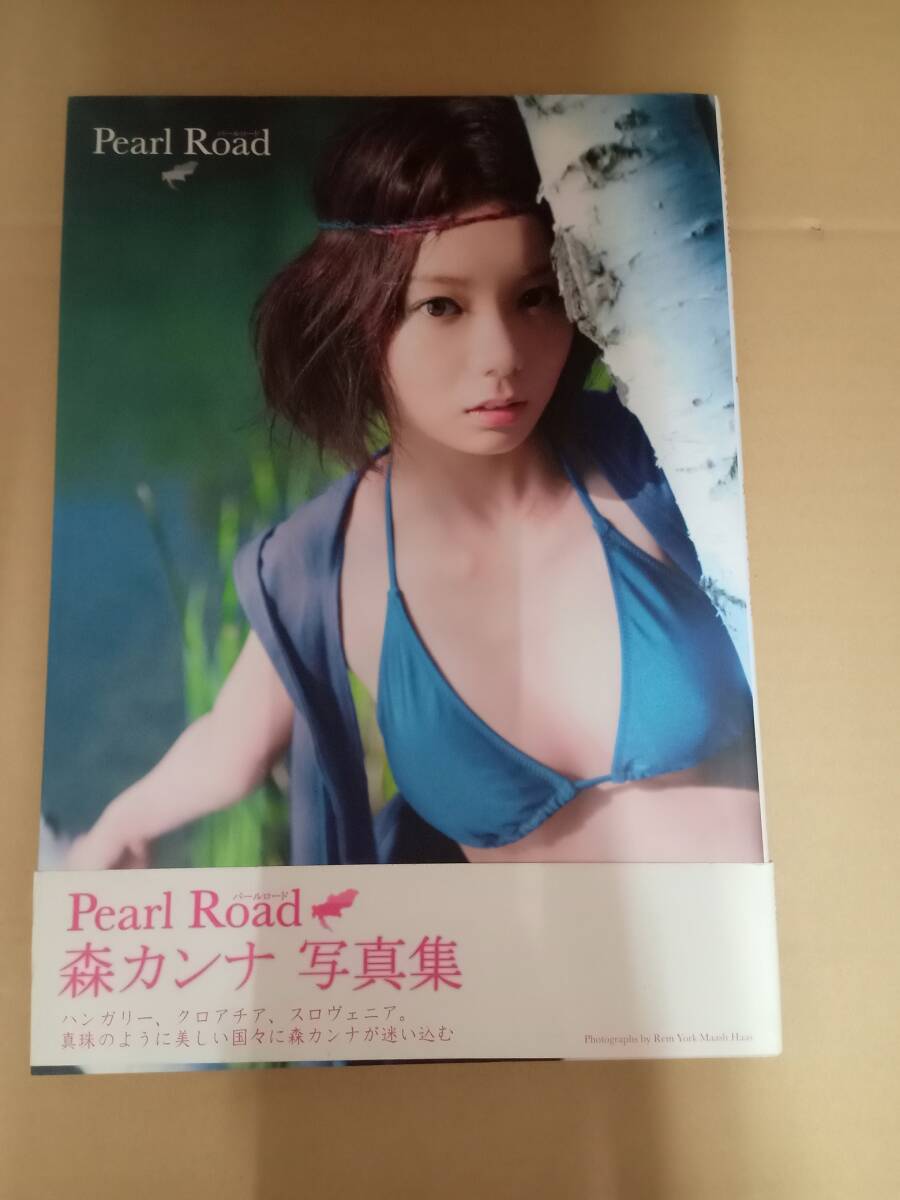 パールロード
Pearl Road
パールロード
Pearl Road
森カンナ 写真集
ハンガリー、クロアチア、スロヴェニア。
真珠のように美しい国々に森カンナが迷い込む
Photographs by Rem York Maash Haas